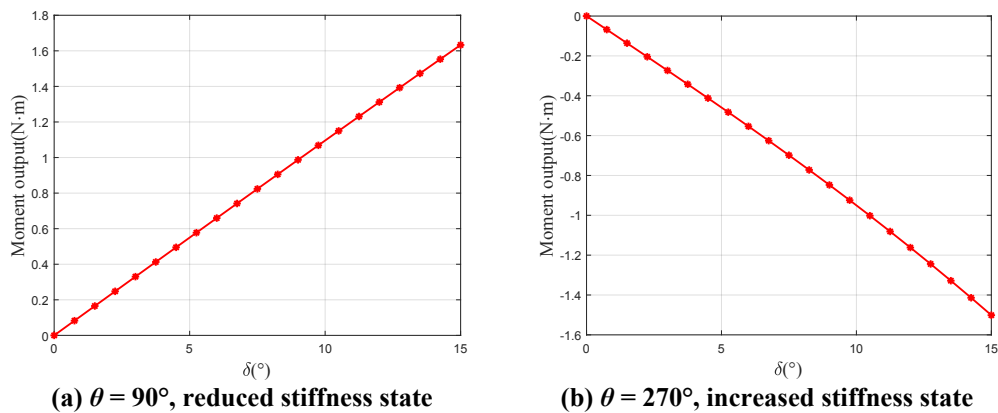 1.8
1.6
1.4
1.2
1
0.8
0.6
0.4
0.2
0
Moment output(N·m)
0 5 10 15
δ(°)
(a) θ = 90°, reduced stiffness state
0
-0.2
-0.4
-0.6
-0.8
-1
-1.2
-1.4
-1.6
Moment output(N·m)
0 5 10 15
δ(°)
(b) θ = 270°, increased stiffness state